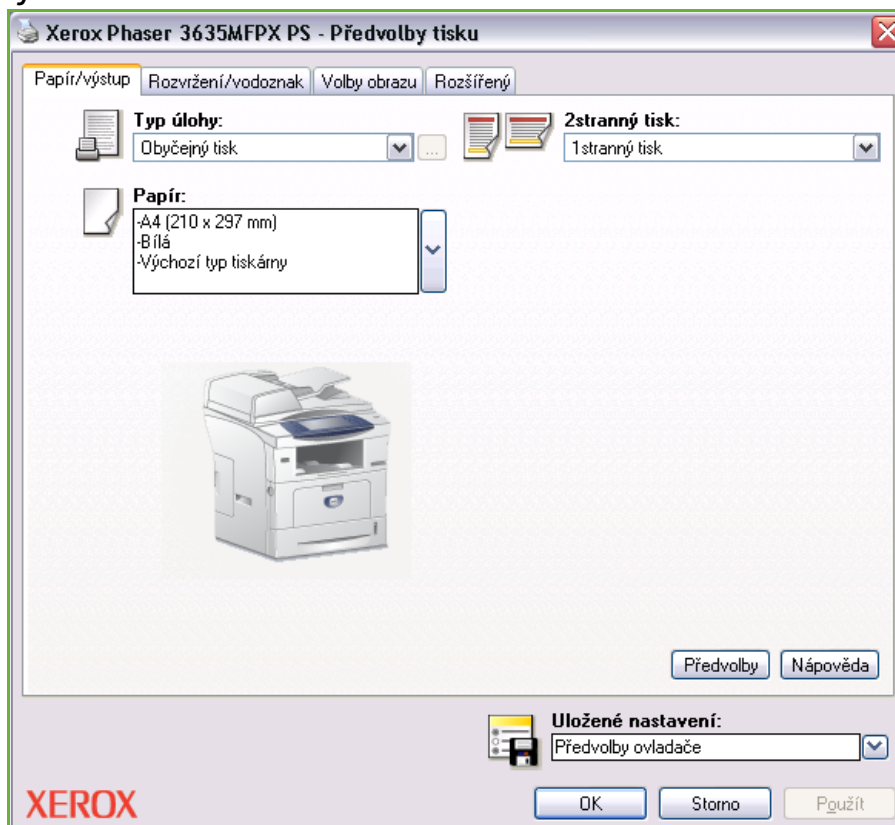 Xerox Phaser 3635MFPX PS - Předvolby tisku
Papír/výstup Rozvržení/vodoznak Volby obrazu Rozšířený
Typ úlohy:
Obyčejný tisk
...
2stranný tisk:
1stranný tisk
Papír:
-A4 (210 x 297 mm)
-Bílá
-Výchozí typ tiskárny
Předvolby Nápověda
Uložené nastavení:
Předvolby ovladače
XEROX
OK Storno Použít